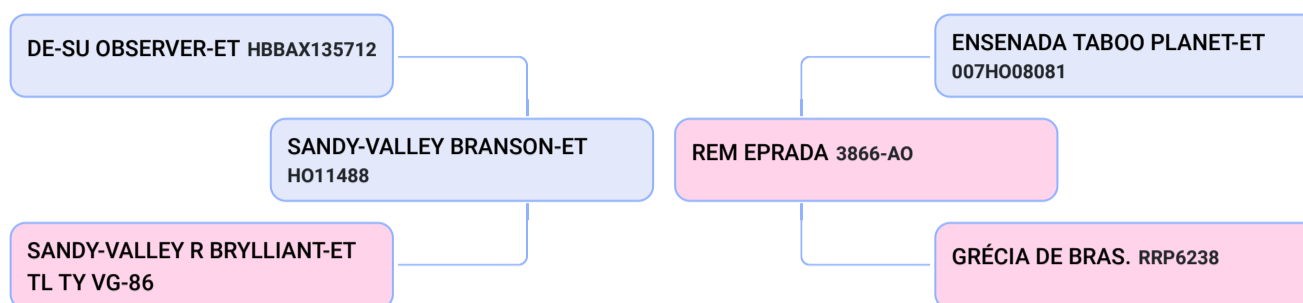 DE-SU OBSERVER-ET HBBAX135712
ENSENADA TABOO PLANET-ET
007HO08081
SANDY-VALLEY BRANSON-ET
HO11488
REM EPRADA 3866-AO
SANDY-VALLEY R BRYLLIANT-ET
TL TY VG-86
GRÉCIA DE BRAS. RRP6238